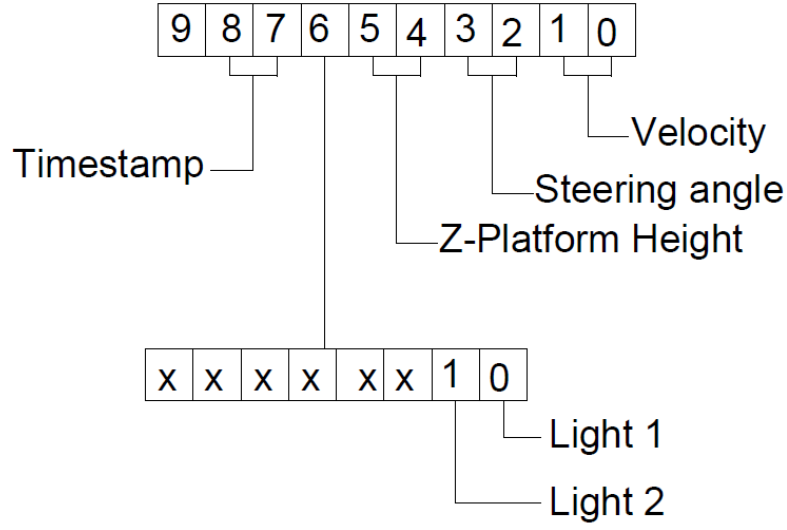 9 8 7 6 5 4 3 2 1 0
Velocity
Timestamp
Steering angle
Z-Platform Height
x x x x x x 1 0
Light 1
Light 2